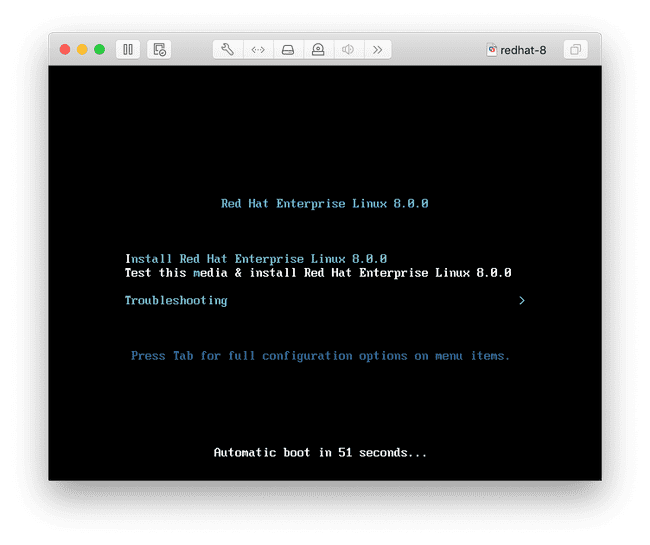 redhat-8
Red Hat Enterprise Linux 8.0.0
Install Red Hat Enterprise Linux 8.0.0
Test this media & install Red Hat Enterprise Linux 8.0.0
Troubleshooting >
Press Tab for full configuration options on menu items.
Automatic boot in 51 seconds...